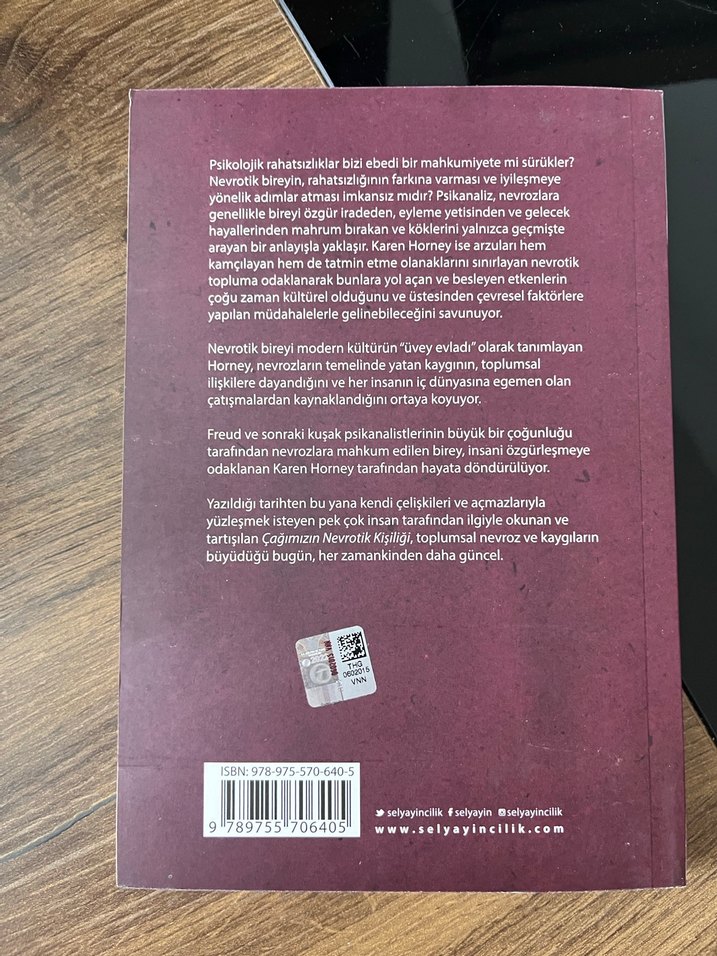 Psikolojik rahatsızlıklar bizi ebedi bir mahkumiyete mi sürükler?
Nevrotik bireyin, rahatsızlığının farkına varması ve iyileşmeye
yönelik adımlar atması imkansız mıdır? Psikanaliz, nevrozlara
genellikle bireyi özgür iradeden, eyleme yetisinden ve gelecek
hayallerinden mahrum bırakan ve köklerini yalnızca geçmişte
arayan bir anlayışla yaklaşır. Karen Horney ise arzuları hem
kamçılayan hem de tatmin etme olanaklarını sınırlayan nevrotik
topluma odaklanarak bunlara yol açan ve besleyen etkenlerin
çoğu zaman kültürel olduğunu ve üstesinden çevresel faktörlere
yapılan müdahalelerle gelinebileceğini savunuyor.
Nevrotik bireyi modern kültürün “üvey evladı” olarak tanımlayan
Horney, nevrozların temelinde yatan kaygının, toplumsal
ilişkilere dayandığını ve her insanın iç dünyasına egemen olan
çatışmalardan kaynaklandığını ortaya koyuyor.
Freud ve sonraki kuşak psikanalistlerinin büyük bir çoğunluğu
tarafından nevrozlara mahkum edilen birey, insani özgürleşmeye
odaklanan Karen Horney tarafından hayata döndürülüyor.
Yazıldığı tarihten bu yana kendi çelişkileri ve açmazlarıyla
yüzleşmek isteyen pek çok insan tarafından ilgiyle okunan ve
tartışılan Çağımızın Nevrotik Kişiliği, toplumsal nevroz ve kaygıların
büyüdüğü bugün, her zamankinden daha güncel.
THG
0602015
VNN
ISBN: 978-975-570-640-5
9 789755 706405
selyayincilik selyayin selyayincilik
www.selyayincilik.com